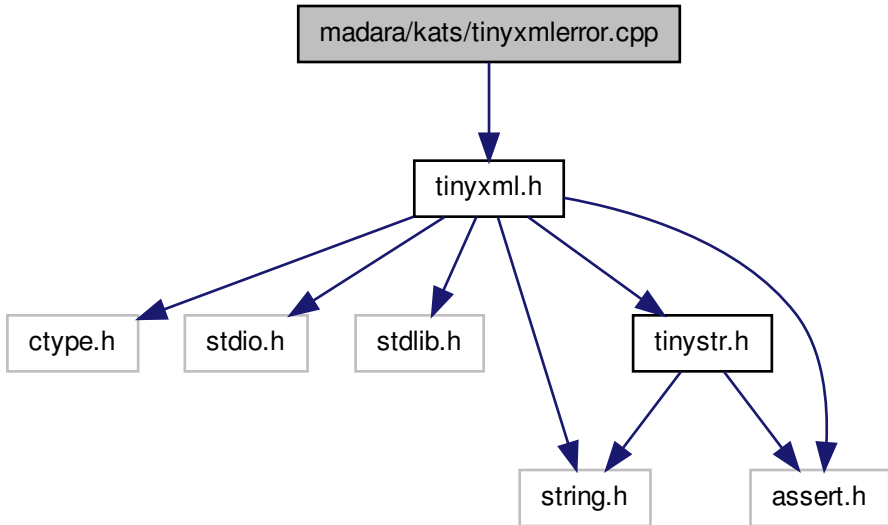 madara/kats/tinyxmlerror.cpp
tinyxml.h
ctype.h
stdio.h
stdlib.h
tinystr.h
string.h
assert.h